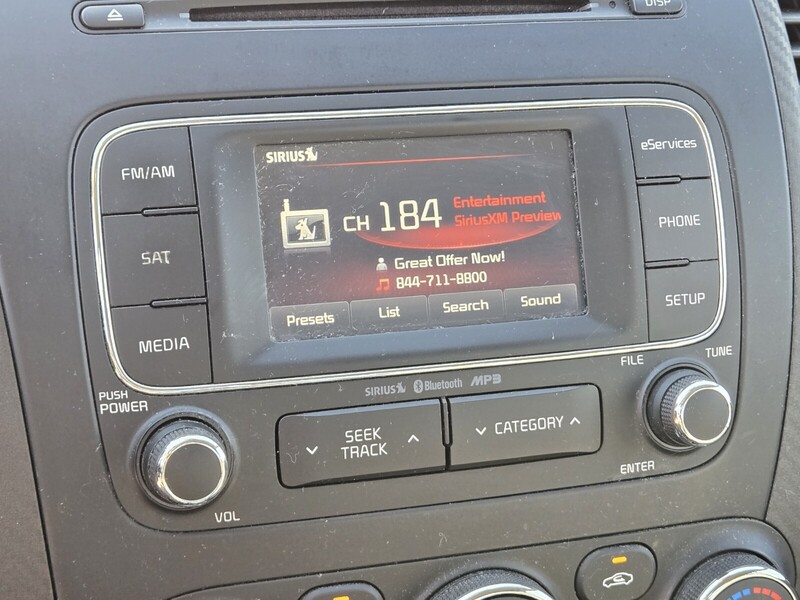 DISP
FM/AM
SAT
MEDIA
PUSH
POWER
VOL
SIRIUS
CH 184
Entertainment
SiriusXM Preview
Great Offer Now!
844-711-8800
Presets
List
Search
Sound
eServices
PHONE
SETUP
SIRIUS Bluetooth MP3
FILE
TUNE
ENTER
SEEK
TRACK
CATEGORY